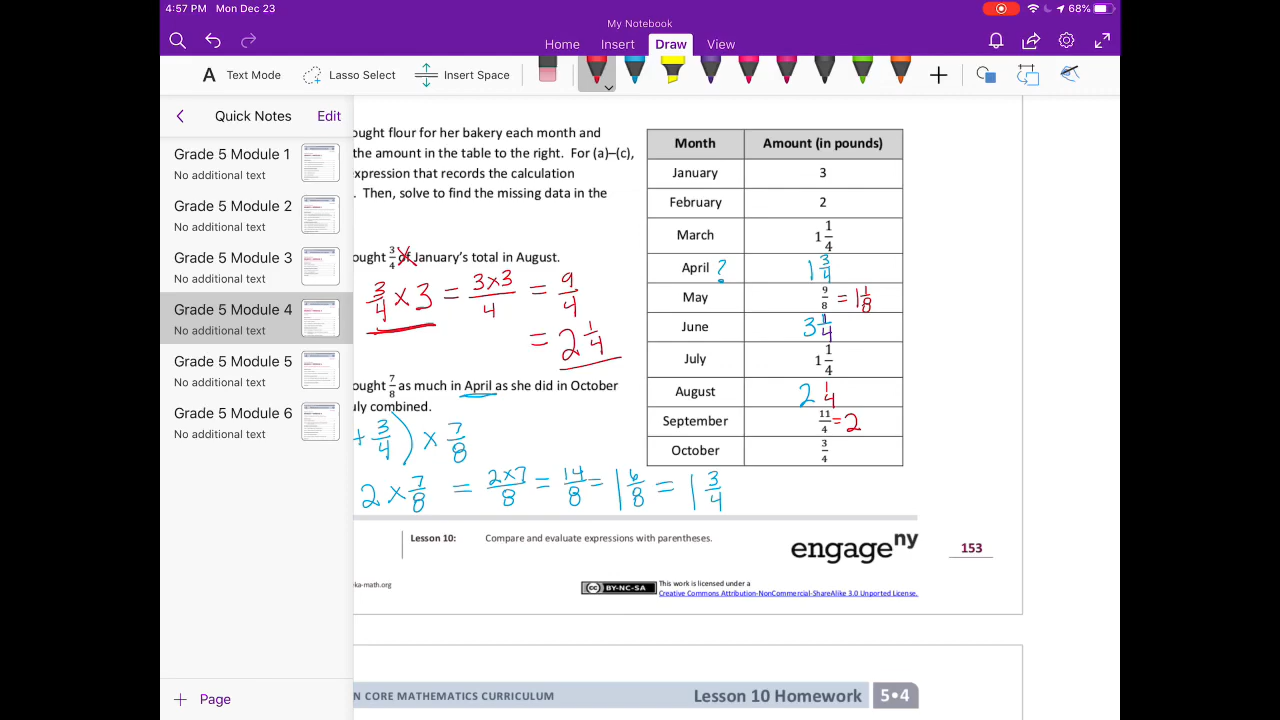 4:57 PM Mon Dec 23
68%
My Notebook
Home Insert Draw View
A Text Mode Lasso Select Insert Space
Quick Notes Edit
Grade 5 Module 1
No additional text
Grade 5 Module 2
No additional text
Grade 5 Module 3
No additional text
Grade 5 Module 4
No additional text
Grade 5 Module 5
No additional text
Grade 5 Module 6
No additional text
+ Page
ought flour for her bakery each month and
the amount in the table to the right. For (a)–(c),
expression that records the calculation
. Then, solve to find the missing data in the
ought 3/4 of January's total in August.
x
3/4 x 3 = 3x3/4 = 9/4
= 2 1/4
ought 7/8 as much in April as she did in October
uly combined.
+ 3/4) x 7/8
2 x 7/8 = 2x7/8 = 14/8 = 1 6/8 = 1 3/4
Month Amount (in pounds)
January 3
February 2
March 1 1/4
April ? 1 3/4
May 9/8 = 1 1/8
June 3 1/4
July 1 1/4
August 2 1/4
September 11/4 = 2
October 3/4
Lesson 10: Compare and evaluate expressions with parentheses.
engage ny
153
ka-math.org
CC BY-NC-SA
This work is licensed under a
Creative Commons Attribution-NonCommercial-ShareAlike 3.0 Unported License.
N CORE MATHEMATICS CURRICULUM Lesson 10 Homework 5•4